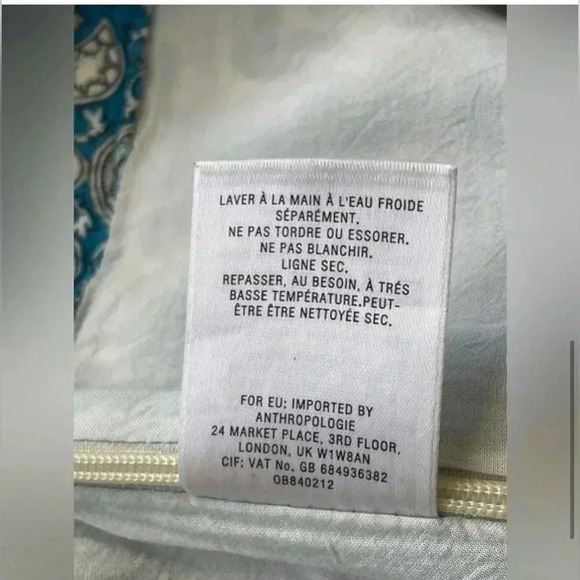 LAVER À LA MAIN À L'EAU FROIDE
SÉPARÉMENT.
NE PAS TORDRE OU ESSORER.
NE PAS BLANCHIR.
LIGNE SEC.
REPASSER, AU BESOIN, À TRÉS
BASSE TEMPÉRATURE.PEUT-
ÊTRE ÊTRE NETTOYÉE SEC.
FOR EU: IMPORTED BY
ANTHROPOLOGIE
24 MARKET PLACE, 3RD FLOOR,
LONDON, UK W1W8AN
CIF: VAT No. GB 684936382
OB840212